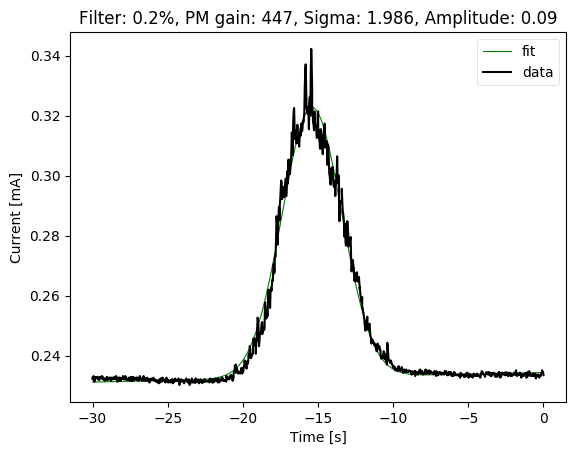 Filter: 0.2%, PM gain: 447, Sigma: 1.986, Amplitude: 0.09
fit
data
0.34
0.32
0.30
0.28
0.26
0.24
Current [mA]
−30
−25
−20
−15
−10
−5
0
Time [s]